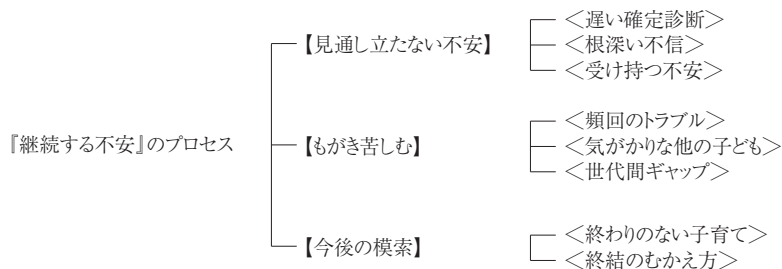 ＜遅い確定診断＞
【見通し立たない不安】
＜根深い不信＞
＜受け持つ不安＞
＜頻回のトラブル＞
『継続する不安』のプロセス
【もがき苦しむ】
＜気がかりな他の子ども＞
＜世代間ギャップ＞
＜終わりのない子育て＞
【今後の模索】
＜終結のむかえ方＞